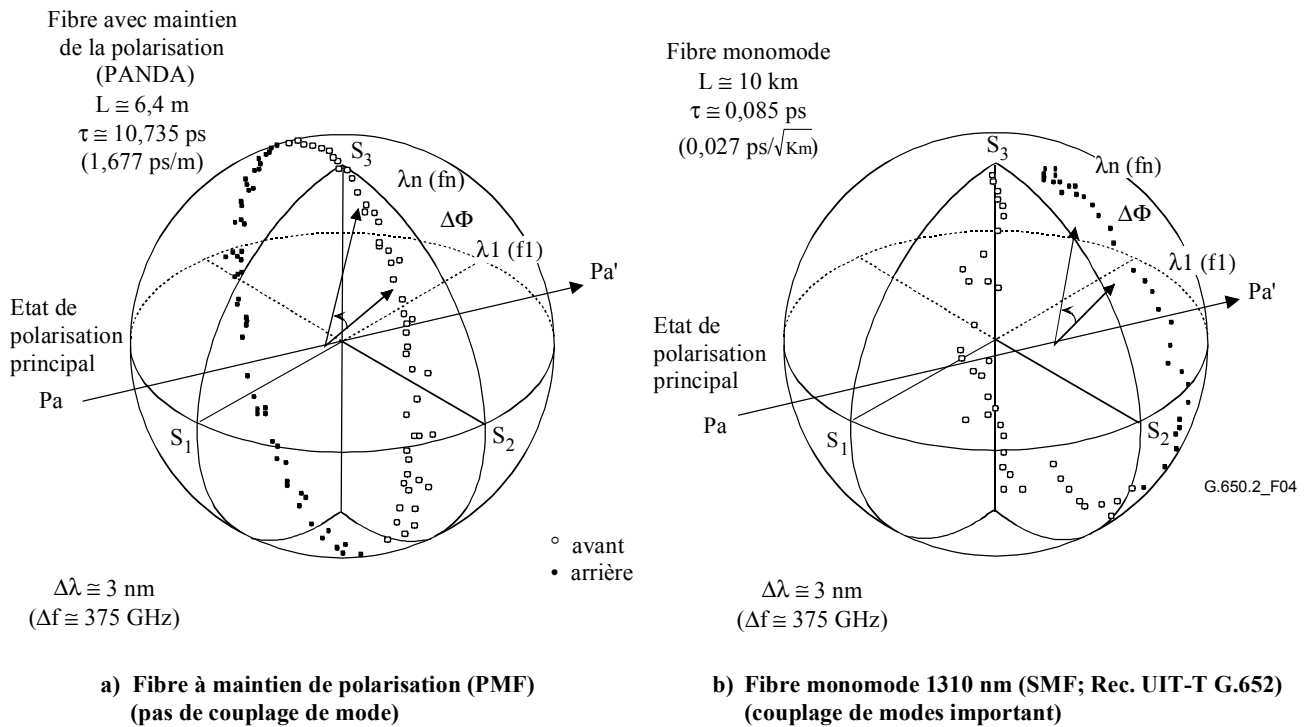 Fibre avec maintien
de la polarisation
(PANDA)
L ≅ 6,4 m
τ ≅ 10,735 ps
(1,677 ps/m)
S3
λn (fn)
ΔΦ
λ1 (f1)
Pa'
Etat de
polarisation
principal
Pa
S1
S2
○ avant
• arrière
Δλ ≅ 3 nm
(Δf ≅ 375 GHz)
a) Fibre à maintien de polarisation (PMF)
(pas de couplage de mode)
Fibre monomode
L ≅ 10 km
τ ≅ 0,085 ps
(0,027 ps/√Km)
S3
λn (fn)
ΔΦ
λ1 (f1)
Pa'
Etat de
polarisation
principal
Pa
S1
S2
G.650.2_F04
Δλ ≅ 3 nm
(Δf ≅ 375 GHz)
b) Fibre monomode 1310 nm (SMF; Rec. UIT-T G.652)
(couplage de modes important)